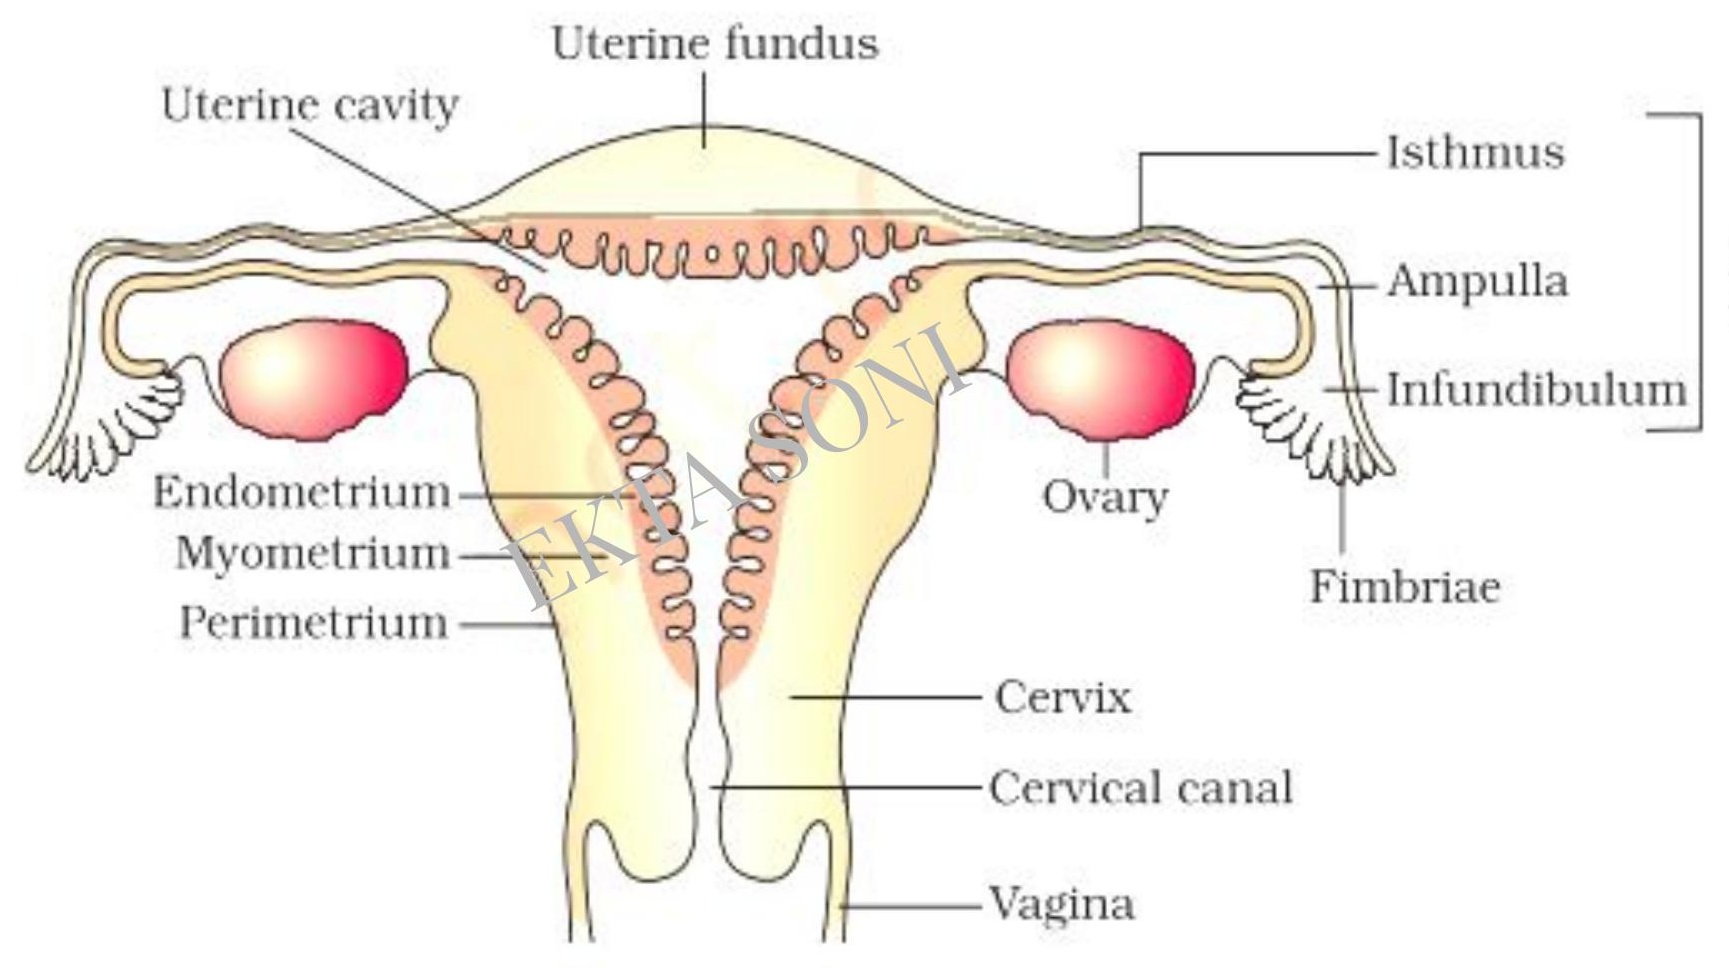 Uterine fundus
Uterine cavity
Isthmus
Ampulla
Infundibulum
Endometrium
Ovary
Myometrium
Fimbriae
Perimetrium
Cervix
Cervical canal
Vagina
EKTA SONI